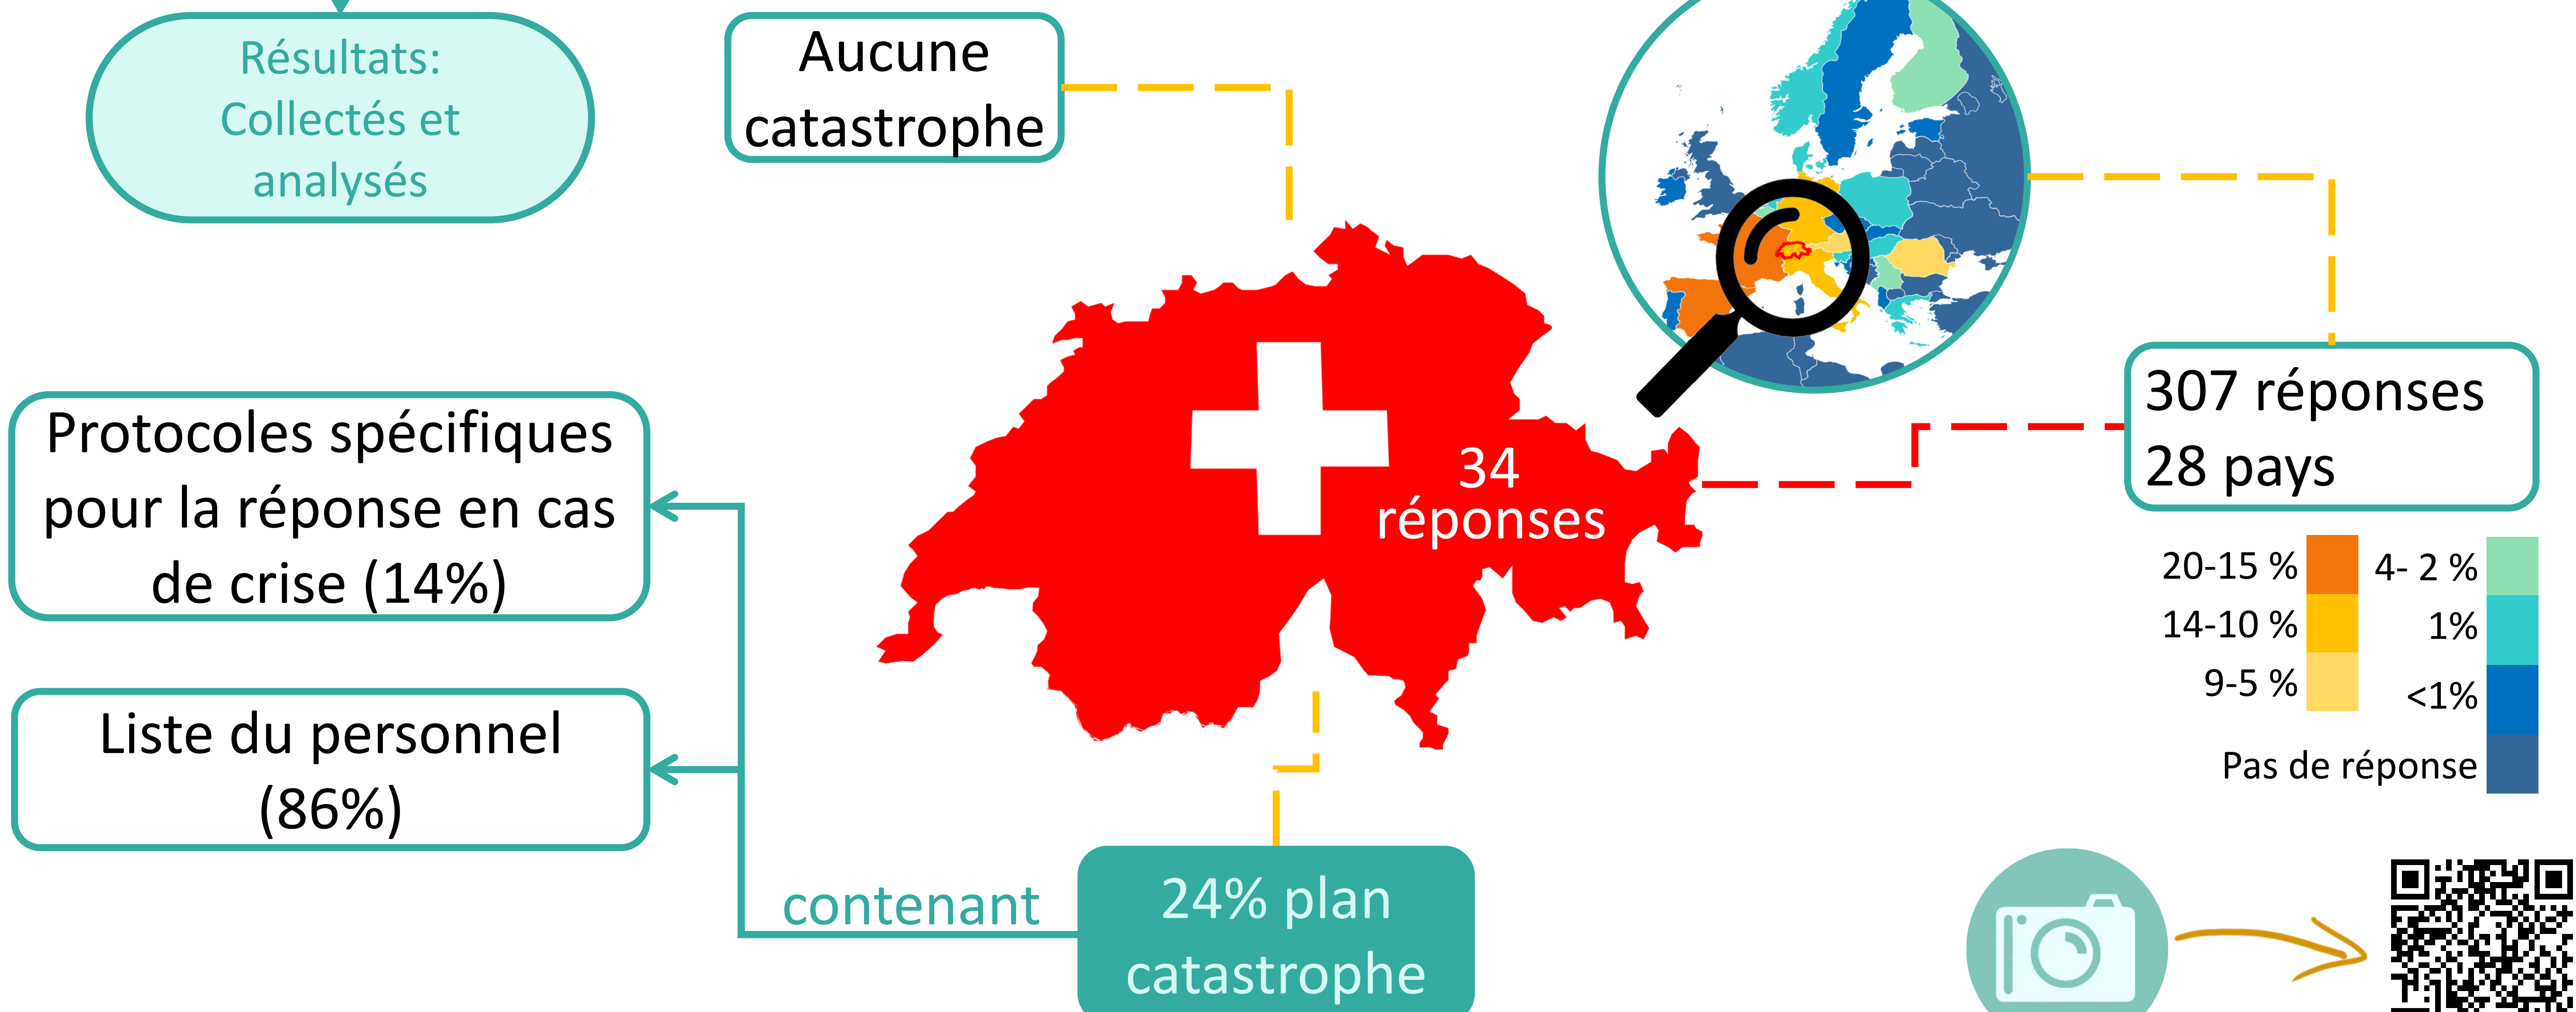 Résultats:
Collectés et
analysés
Aucune
catastrophe
307 réponses
28 pays
34
réponses
Protocoles spécifiques
pour la réponse en cas
de crise (14%)
Liste du personnel
(86%)
contenant
24% plan
catastrophe
20-15 %
14-10 %
9-5 %
4- 2 %
1%
<1%
Pas de réponse